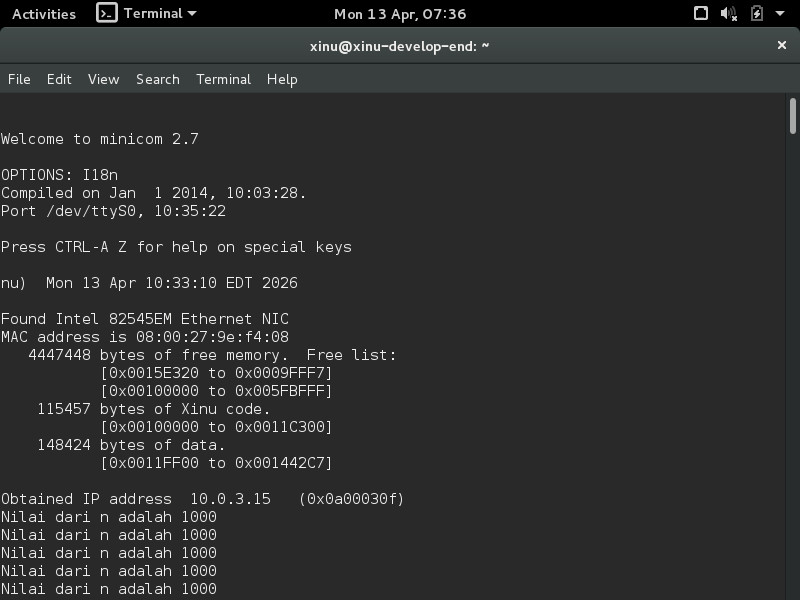 Activities Terminal Mon 13 Apr, 07:36
xinu@xinu-develop-end: ~
File Edit View Search Terminal Help
Welcome to minicom 2.7
OPTIONS: I18n
Compiled on Jan  1 2014, 10:03:28.
Port /dev/ttyS0, 10:35:22
Press CTRL-A Z for help on special keys
nu)  Mon 13 Apr 10:33:10 EDT 2026
Found Intel 82545EM Ethernet NIC
MAC address is 08:00:27:9e:f4:08
   4447448 bytes of free memory.  Free list:
           [0x0015E320 to 0x0009FFF7]
           [0x00100000 to 0x005FBFFF]
    115457 bytes of Xinu code.
           [0x00100000 to 0x0011C300]
    148424 bytes of data.
           [0x0011FF00 to 0x001442C7]
Obtained IP address  10.0.3.15   (0x0a00030f)
Nilai dari n adalah 1000
Nilai dari n adalah 1000
Nilai dari n adalah 1000
Nilai dari n adalah 1000
Nilai dari n adalah 1000